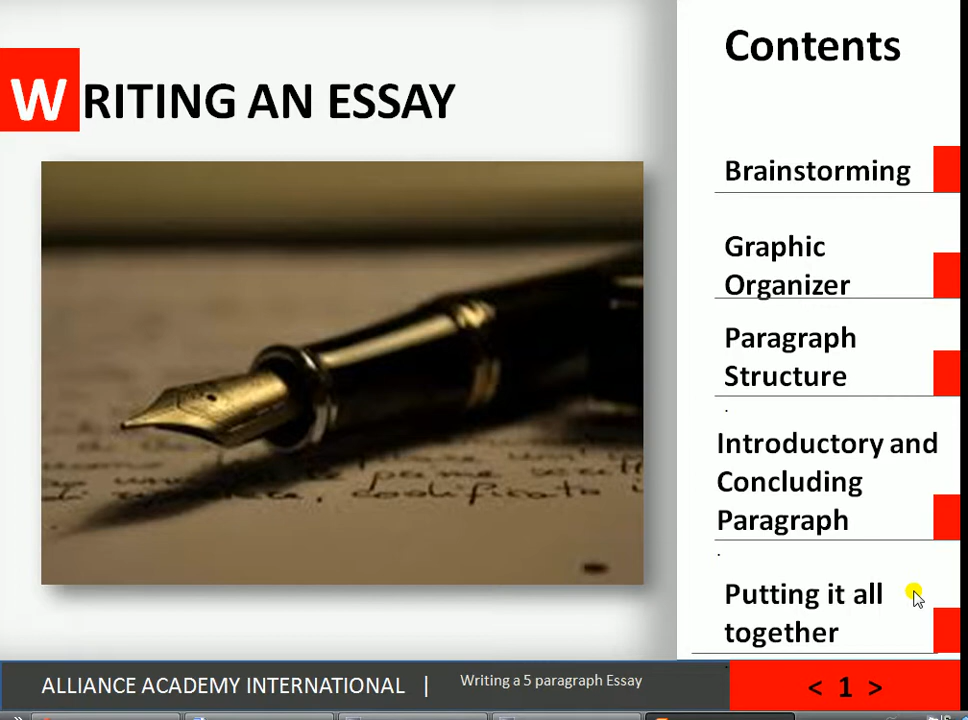 WRITING AN ESSAY
Contents
Brainstorming
Graphic
Organizer
Paragraph
Structure
Introductory and
Concluding
Paragraph
Putting it all
together
ALLIANCE ACADEMY INTERNATIONAL |
Writing a 5 paragraph Essay
< 1 >